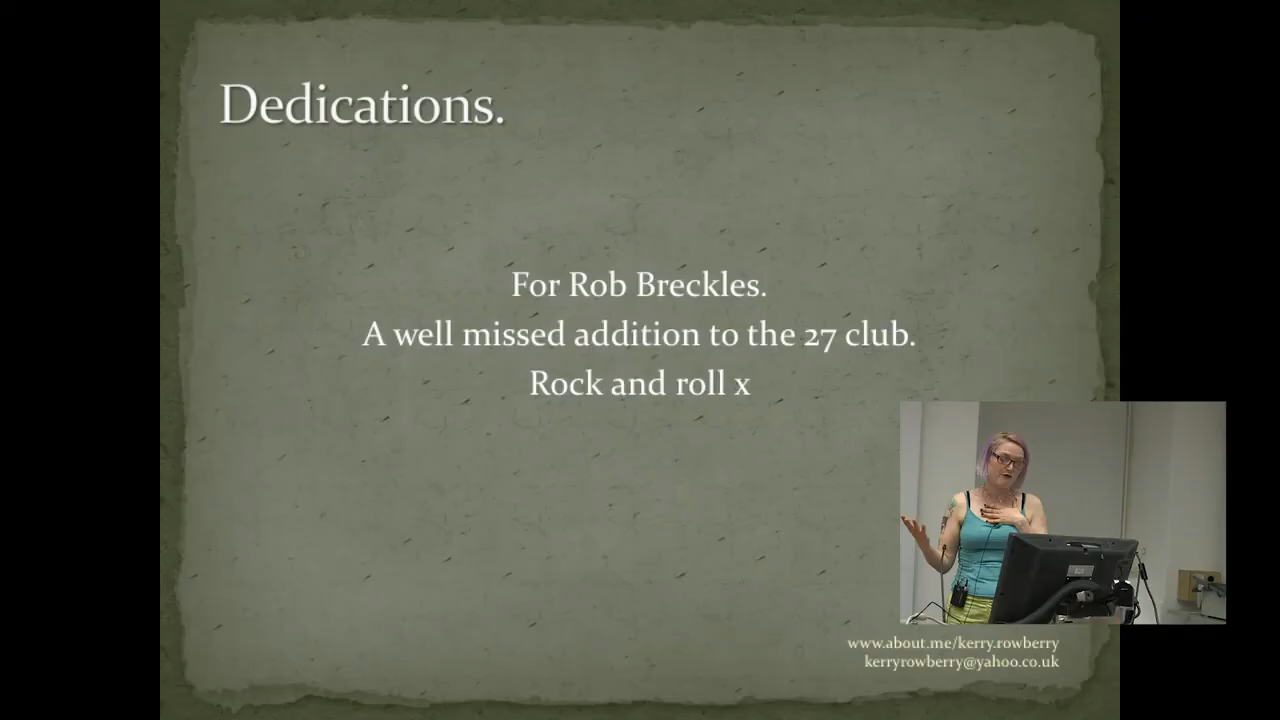 Dedications.
For Rob Breckles.
A well missed addition to the 27 club.
Rock and roll x
www.about.me/kerry.rowberry
kerryrowberry@yahoo.co.uk